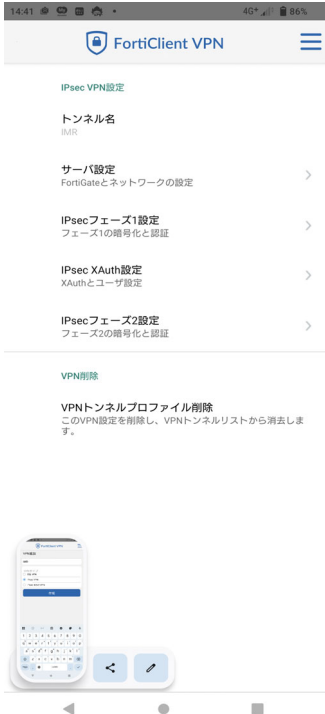 14:41 4G+ 86%
FortiClient VPN
IPsec VPN設定
トンネル名
IMR
サーバ設定
FortiGateとネットワークの設定
IPsecフェーズ1設定
フェーズ1の暗号化と認証
IPsec XAuth設定
XAuthとユーザ設定
IPsecフェーズ2設定
フェーズ2の暗号化と認証
VPN削除
VPNトンネルプロファイル削除
このVPN設定を削除し、VPNトンネルリストから消去しま
す。